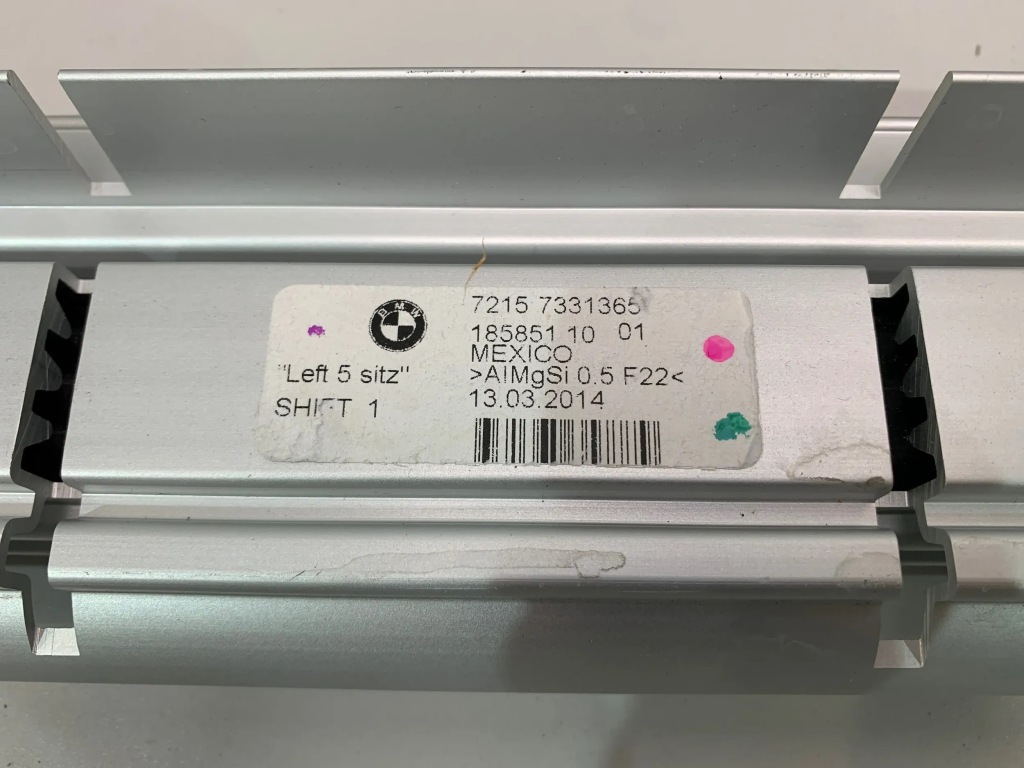 BMW
7215 7331365
185851 10 01
MEXICO
"Left 5 sitz"
>AlMgSi 0.5 F22<
SHIFT 1
13.03.2014